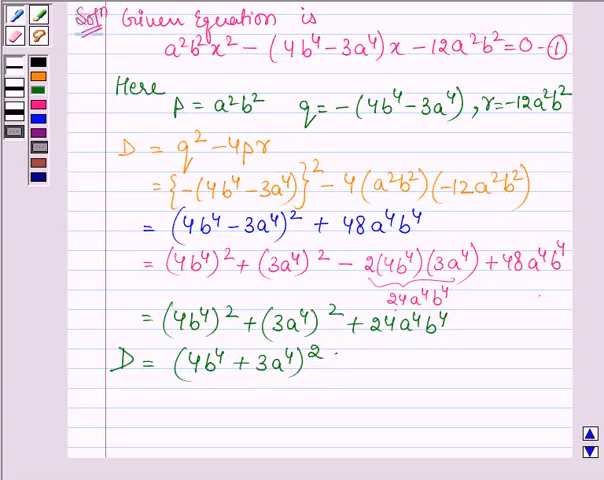 Soln Given Equation is
a²b²x² - (4b⁴ - 3a⁴)x - 12a²b² = 0 - ①
Here
p = a²b² q = -(4b⁴ - 3a⁴), r = -12a²b²
D = q² - 4pr
= {-(4b⁴ - 3a⁴)}² - 4(a²b²)(-12a²b²)
= (4b⁴ - 3a⁴)² + 48a⁴b⁴
= (4b⁴)² + (3a⁴)² - 2(4b⁴)(3a⁴) + 48a⁴b⁴
24a⁴b⁴
= (4b⁴)² + (3a⁴)² + 24a⁴b⁴
D = (4b⁴ + 3a⁴)²